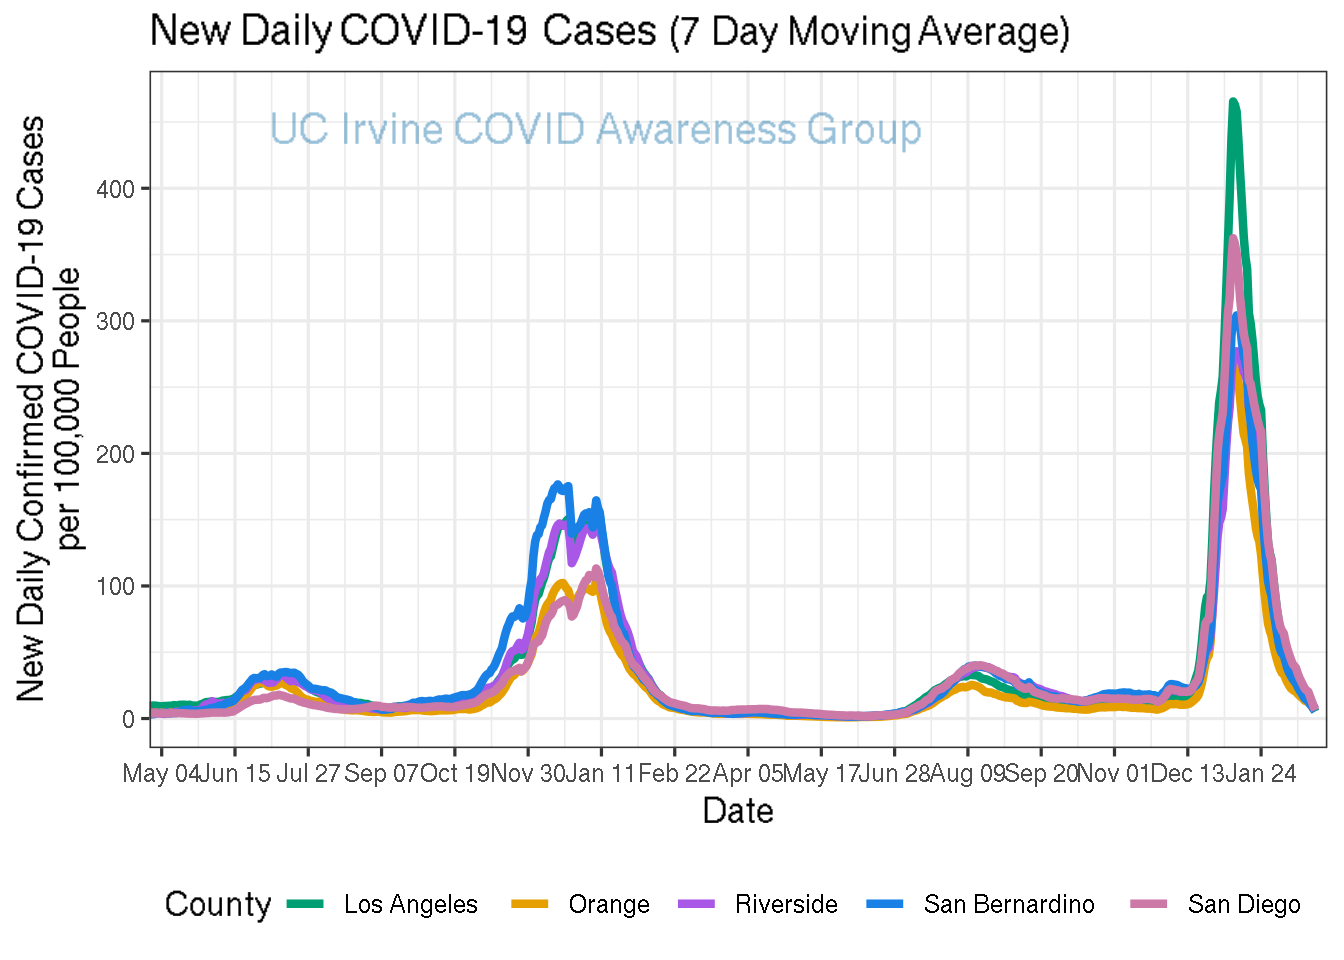 New Daily COVID-19 Cases (7 Day Moving Average)
UC Irvine COVID Awareness Group
New Daily Confirmed COVID-19 Cases
per 100,000 People
400
300
200
100
0
May 04 Jun 15 Jul 27 Sep 07 Oct 19 Nov 30 Jan 11 Feb 22 Apr 05 May 17 Jun 28 Aug 09 Sep 20 Nov 01 Dec 13 Jan 24
Date
County Los Angeles Orange Riverside San Bernardino San Diego